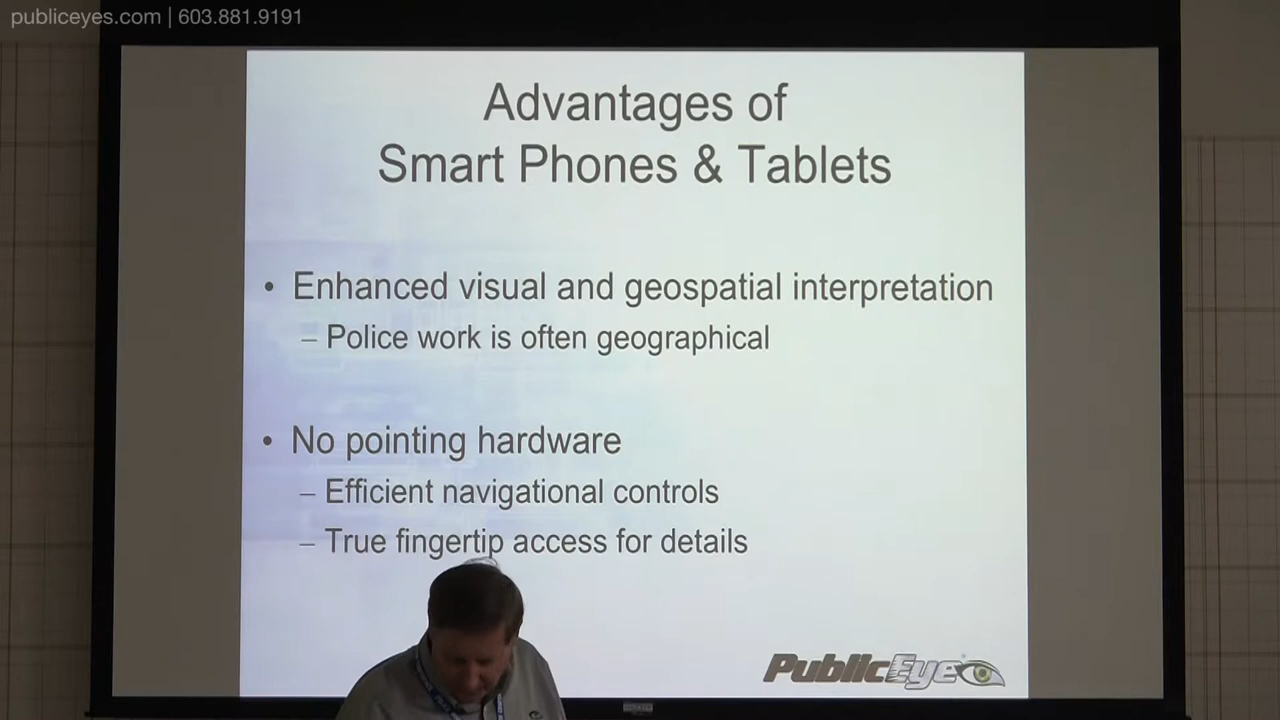 publiceyes.com | 603.881.9191
Advantages of
Smart Phones & Tablets
• Enhanced visual and geospatial interpretation
– Police work is often geographical
• No pointing hardware
– Efficient navigational controls
– True fingertip access for details
PublicEye